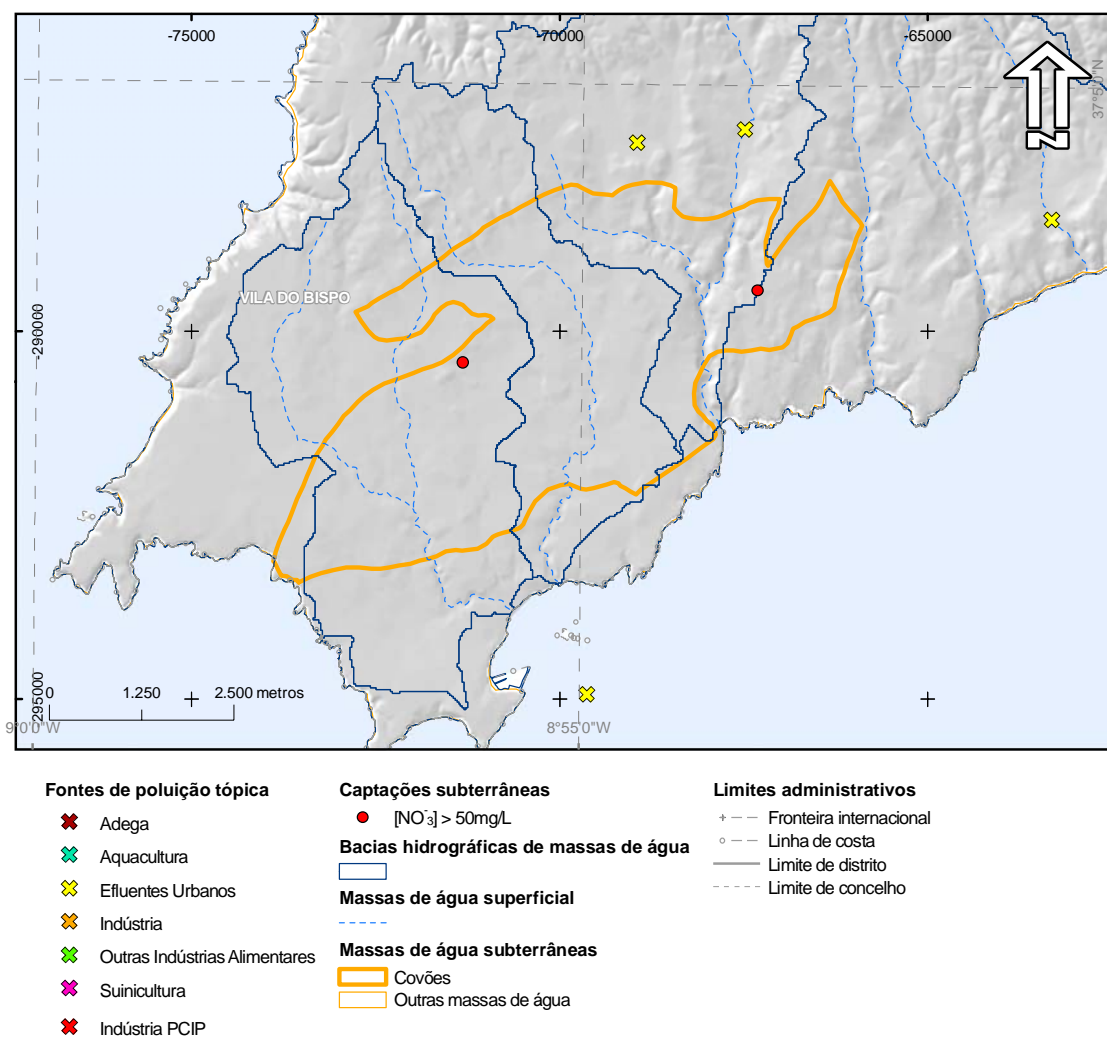 -75000
-70000
-65000
37°5'0"N
N
VILA DO BISPO
-290000
-295000
0 1.250 2.500 metros
9°0'0"W
8°55'0"W
Fontes de poluição tópica
Adega
Aquacultura
Efluentes Urbanos
Indústria
Outras Indústrias Alimentares
Suinicultura
Indústria PCIP
Captações subterrâneas
[NO₃⁻] > 50mg/L
Bacias hidrográficas de massas de água
Massas de água superficial
Massas de água subterrâneas
Covões
Outras massas de água
Limites administrativos
Fronteira internacional
Linha de costa
Limite de distrito
Limite de concelho